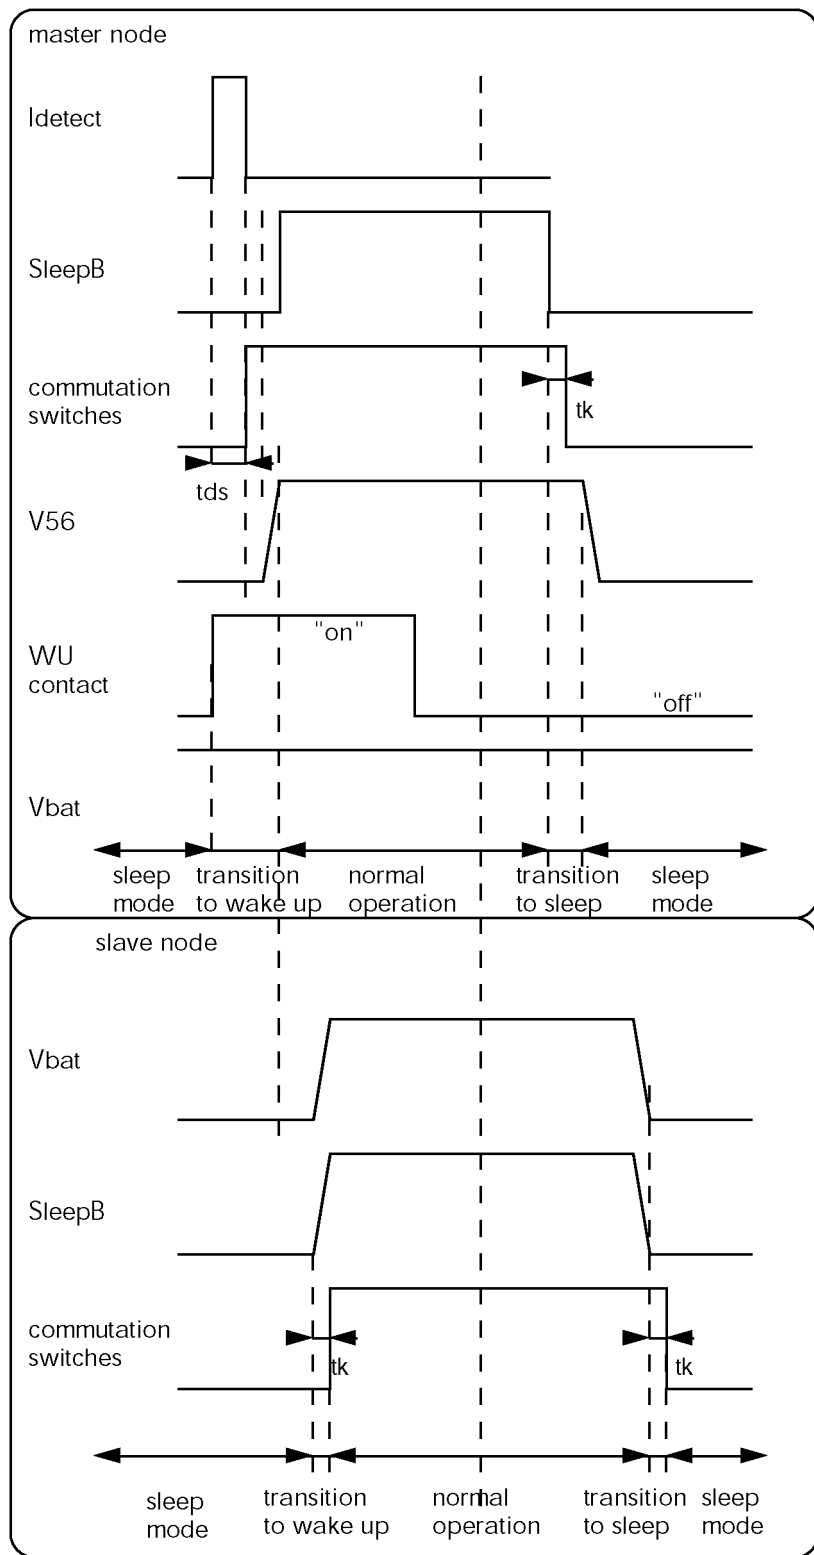 master node
Idetect
SleepB
commutation
switches
tk
tds
V56
"on"
WU
contact
"off"
Vbat
sleep
mode
transition
to wake up
normal
operation
transition
to sleep
sleep
mode
slave node
Vbat
SleepB
commutation
switches
tk
tk
sleep
mode
transition
to wake up
normal
operation
transition
to sleep
sleep
mode